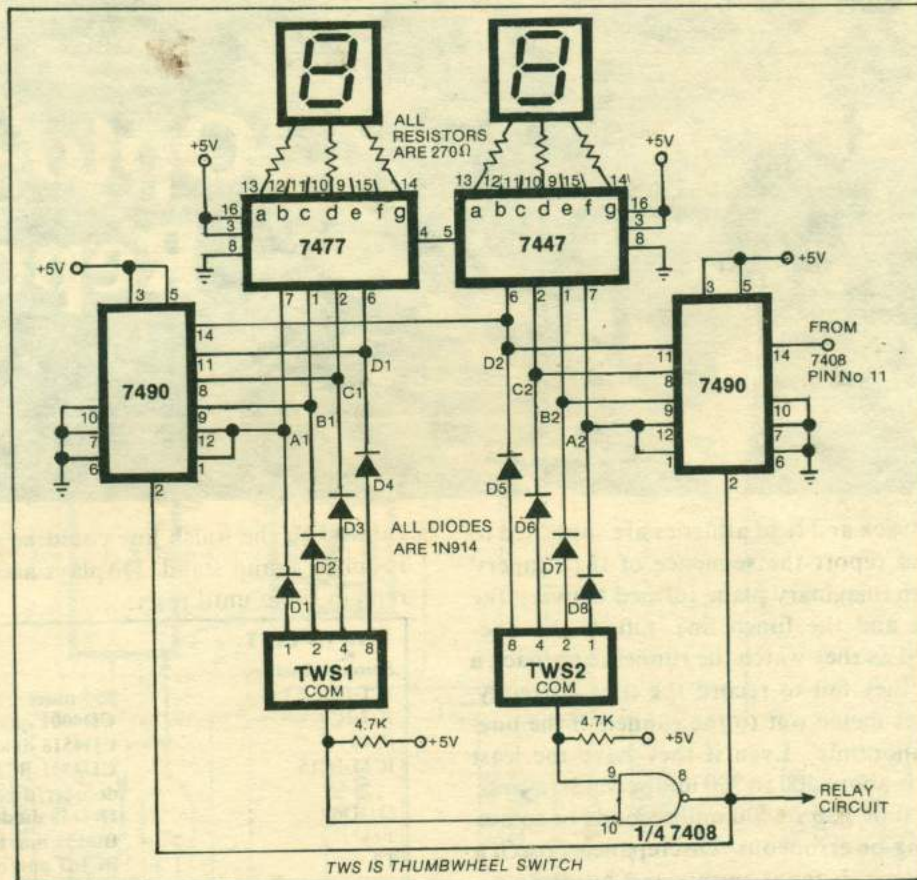 ALL
RESISTORS
ARE 270Ω
+5V
+5V
13 12 11 10 9 15 14
13 12 11 10 9 15 14
a b c d e f g
a b c d e f g
16
3
8
7477
4
5
7447
16
3
8
7 1 2 6
6 2 1 7
+5V
3 5
7490
14
11
8
9
12
1
10
7
6
2
D1
C1
B1
A1
D2
C2
B2
A2
+5V
3 5
7490
11
8
9
12
1
14
10
7
6
2
FROM
7408
PIN No 11
D4
D3
D2
D1
ALL DIODES
ARE 1N914
D5
D6
D7
D8
1 2 4 8
TWS1
COM
8 4 2 1
TWS2
COM
4.7K
+5V
4.7K
+5V
9
10
8
1/4 7408
RELAY
CIRCUIT
TWS IS THUMBWHEEL SWITCH